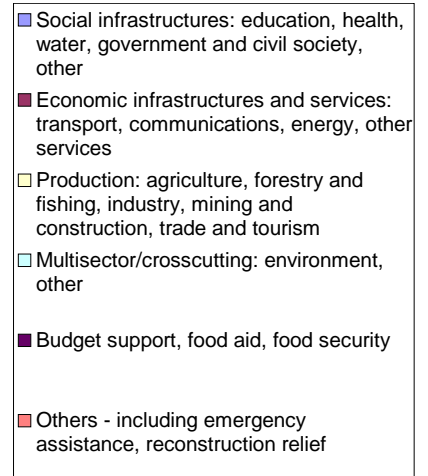 Social infrastructures: education, health,
water, government and civil society,
other
Economic infrastructures and services:
transport, communications, energy, other
services
Production: agriculture, forestry and
fishing, industry, mining and
construction, trade and tourism
Multisector/crosscutting: environment,
other
Budget support, food aid, food security
Others - including emergency
assistance, reconstruction relief